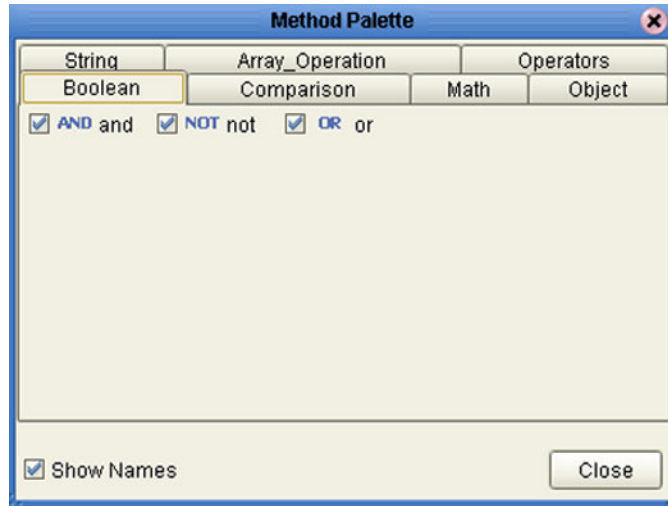 Method Palette
String Array_Operation Operators
Boolean Comparison Math Object
AND and NOT not OR or
Show Names Close